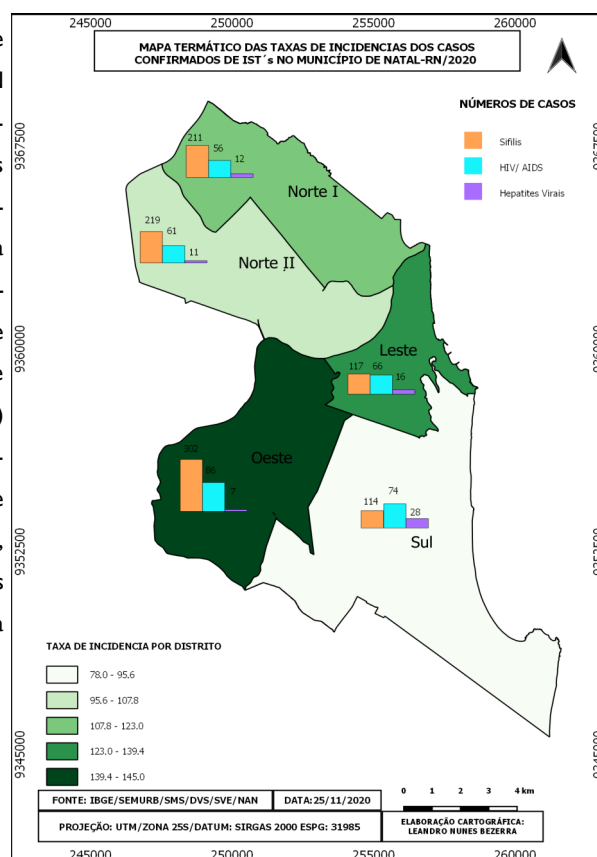 245000 250000 255000 260000
MAPA TERMÁTICO DAS TAXAS DE INCIDENCIAS DOS CASOS
CONFIRMADOS DE IST´s NO MUNICÍPIO DE NATAL-RN/2020
NÚMEROS DE CASOS
Sifilis
HIV/ AIDS
Hepatites Virais
9367500
9367500
211
56
12
Norte I
219
61
11
Norte II
9360000
9360000
Leste
117
66
16
Oeste
302
86
7
74
114
28
Sul
9352500
9352500
TAXA DE INCIDENCIA POR DISTRITO
78.0 - 95.6
95.6 - 107.8
107.8 - 123.0
123.0 - 139.4
139.4 - 145.0
9345000
9345000
0 1 2 3 4 km
FONTE: IBGE/SEMURB/SMS/DVS/SVE/NAN
DATA:25/11/2020
PROJEÇÃO: UTM/ZONA 25S/DATUM: SIRGAS 2000 ESPG: 31985
ELABORAÇÃO CARTOGRÁFICA:
LEANDRO NUNES BEZERRA
245000 250000 255000 260000